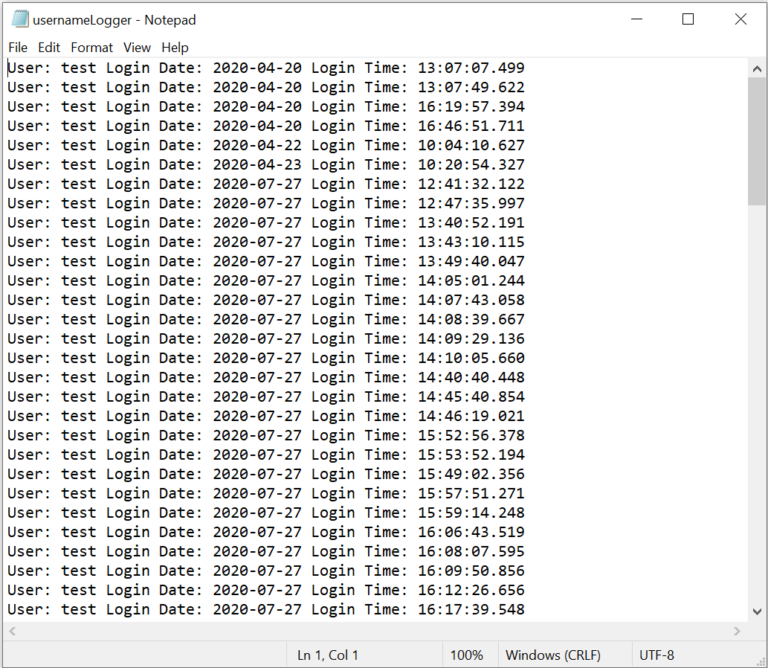 usernameLogger - Notepad
File Edit Format View Help
User: test Login Date: 2020-04-20 Login Time: 13:07:07.499
User: test Login Date: 2020-04-20 Login Time: 13:07:49.622
User: test Login Date: 2020-04-20 Login Time: 16:19:57.394
User: test Login Date: 2020-04-20 Login Time: 16:46:51.711
User: test Login Date: 2020-04-22 Login Time: 10:04:10.627
User: test Login Date: 2020-04-23 Login Time: 10:20:54.327
User: test Login Date: 2020-07-27 Login Time: 12:41:32.122
User: test Login Date: 2020-07-27 Login Time: 12:47:35.997
User: test Login Date: 2020-07-27 Login Time: 13:40:52.191
User: test Login Date: 2020-07-27 Login Time: 13:43:10.115
User: test Login Date: 2020-07-27 Login Time: 13:49:40.047
User: test Login Date: 2020-07-27 Login Time: 14:05:01.244
User: test Login Date: 2020-07-27 Login Time: 14:07:43.058
User: test Login Date: 2020-07-27 Login Time: 14:08:39.667
User: test Login Date: 2020-07-27 Login Time: 14:09:29.136
User: test Login Date: 2020-07-27 Login Time: 14:10:05.660
User: test Login Date: 2020-07-27 Login Time: 14:40:40.448
User: test Login Date: 2020-07-27 Login Time: 14:45:40.854
User: test Login Date: 2020-07-27 Login Time: 14:46:19.021
User: test Login Date: 2020-07-27 Login Time: 15:52:56.378
User: test Login Date: 2020-07-27 Login Time: 15:53:52.194
User: test Login Date: 2020-07-27 Login Time: 15:49:02.356
User: test Login Date: 2020-07-27 Login Time: 15:57:51.271
User: test Login Date: 2020-07-27 Login Time: 15:59:14.248
User: test Login Date: 2020-07-27 Login Time: 16:06:43.519
User: test Login Date: 2020-07-27 Login Time: 16:08:07.595
User: test Login Date: 2020-07-27 Login Time: 16:09:50.856
User: test Login Date: 2020-07-27 Login Time: 16:12:26.656
User: test Login Date: 2020-07-27 Login Time: 16:17:39.548
Ln 1, Col 1 100% Windows (CRLF) UTF-8